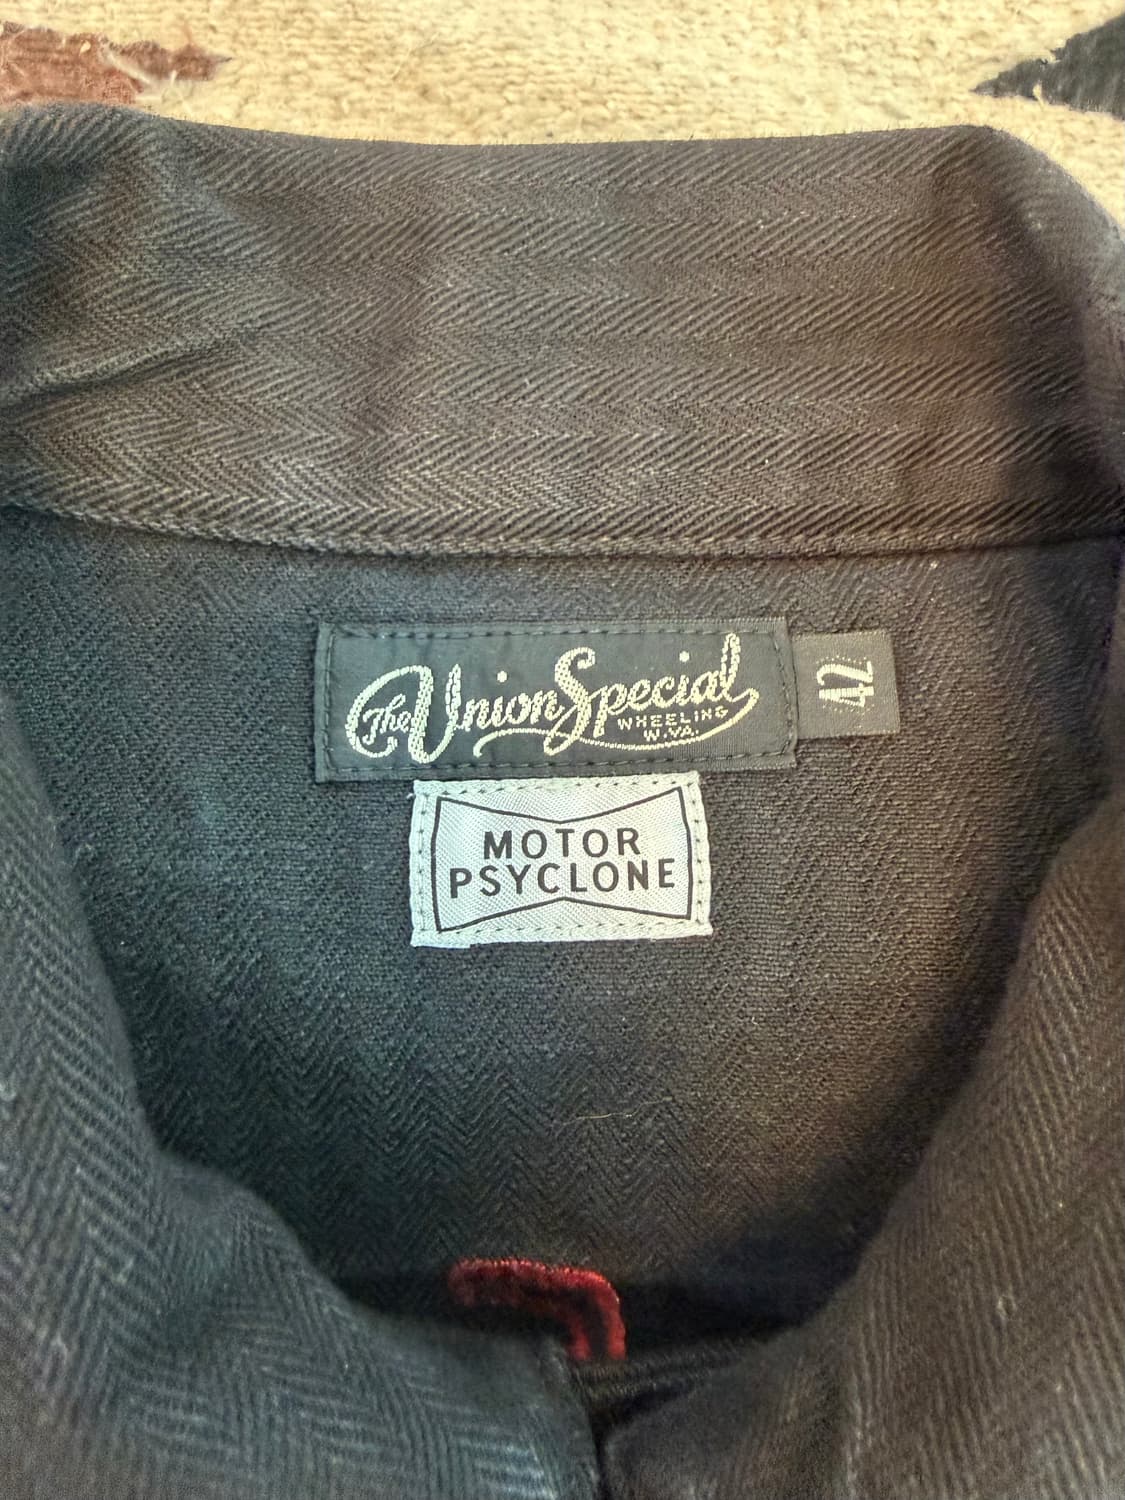 The Union Special
WHEELING
W.VA.
42
MOTOR
PSYCLONE